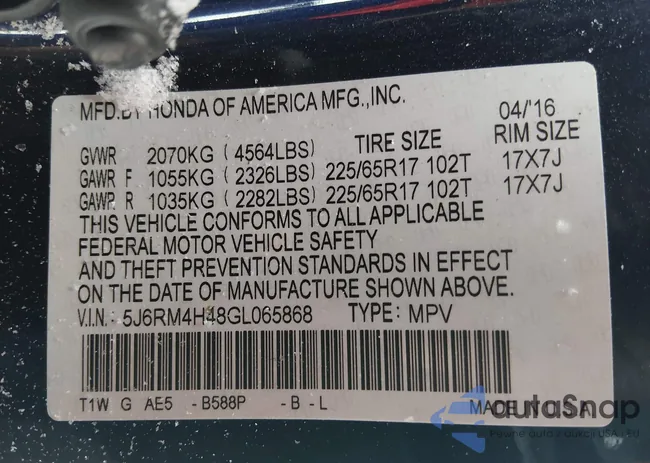 MFD.BY HONDA OF AMERICA MFG.,INC. 04/'16
GVWR 2070KG ( 4564LBS) TIRE SIZE RIM SIZE
GAWR F 1055KG ( 2326LBS) 225/65R17 102T 17X7J
GAWR R 1035KG ( 2282LBS) 225/65R17 102T 17X7J
THIS VEHICLE CONFORMS TO ALL APPLICABLE
FEDERAL MOTOR VEHICLE SAFETY
AND THEFT PREVENTION STANDARDS IN EFFECT
ON THE DATE OF MANUFACTURE SHOWN ABOVE.
V.I.N.: 5J6RM4H48GL065868 TYPE: MPV
T1W G AE5 -B588P -B -L MADE IN U.S.A
autaSnap